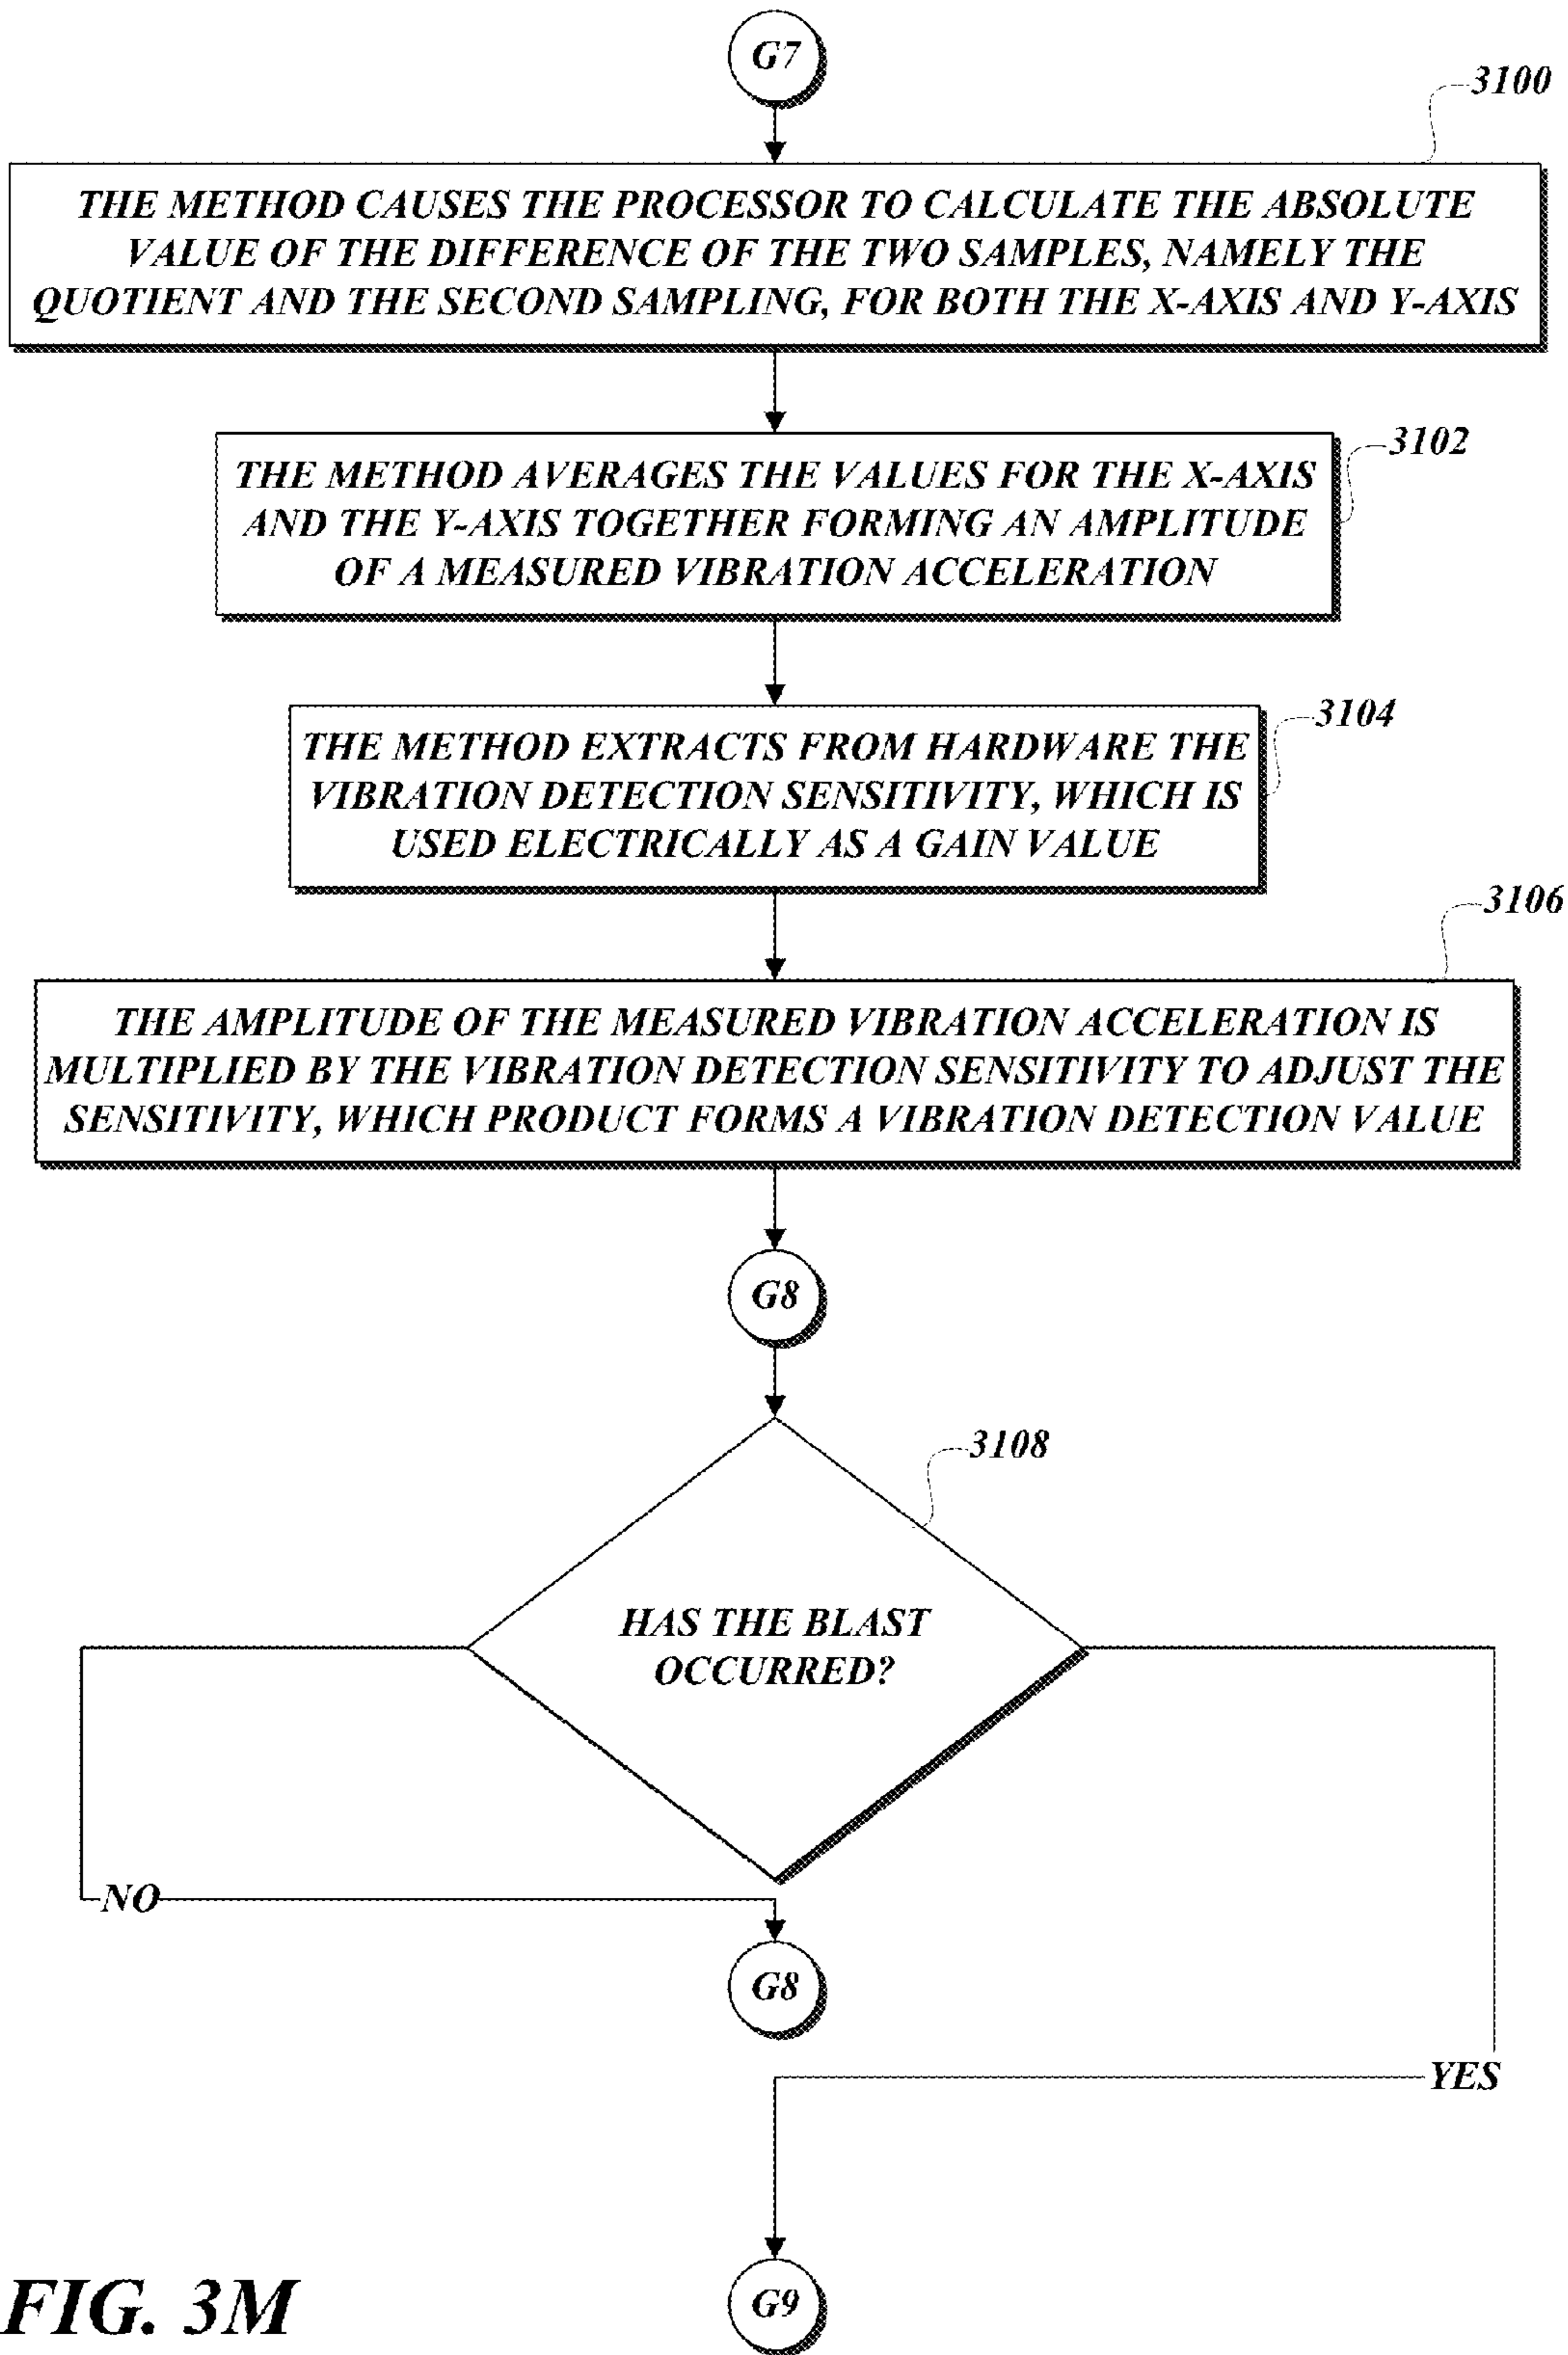 G7
3100
THE METHOD CAUSES THE PROCESSOR TO CALCULATE THE ABSOLUTE
VALUE OF THE DIFFERENCE OF THE TWO SAMPLES, NAMELY THE
QUOTIENT AND THE SECOND SAMPLING, FOR BOTH THE X-AXIS AND Y-AXIS
3102
THE METHOD AVERAGES THE VALUES FOR THE X-AXIS
AND THE Y-AXIS TOGETHER FORMING AN AMPLITUDE
OF A MEASURED VIBRATION ACCELERATION
3104
THE METHOD EXTRACTS FROM HARDWARE THE
VIBRATION DETECTION SENSITIVITY, WHICH IS
USED ELECTRICALLY AS A GAIN VALUE
3106
THE AMPLITUDE OF THE MEASURED VIBRATION ACCELERATION IS
MULTIPLIED BY THE VIBRATION DETECTION SENSITIVITY TO ADJUST THE
SENSITIVITY, WHICH PRODUCT FORMS A VIBRATION DETECTION VALUE
G8
3108
HAS THE BLAST
OCCURRED?
NO
G8
YES
G9
FIG. 3M